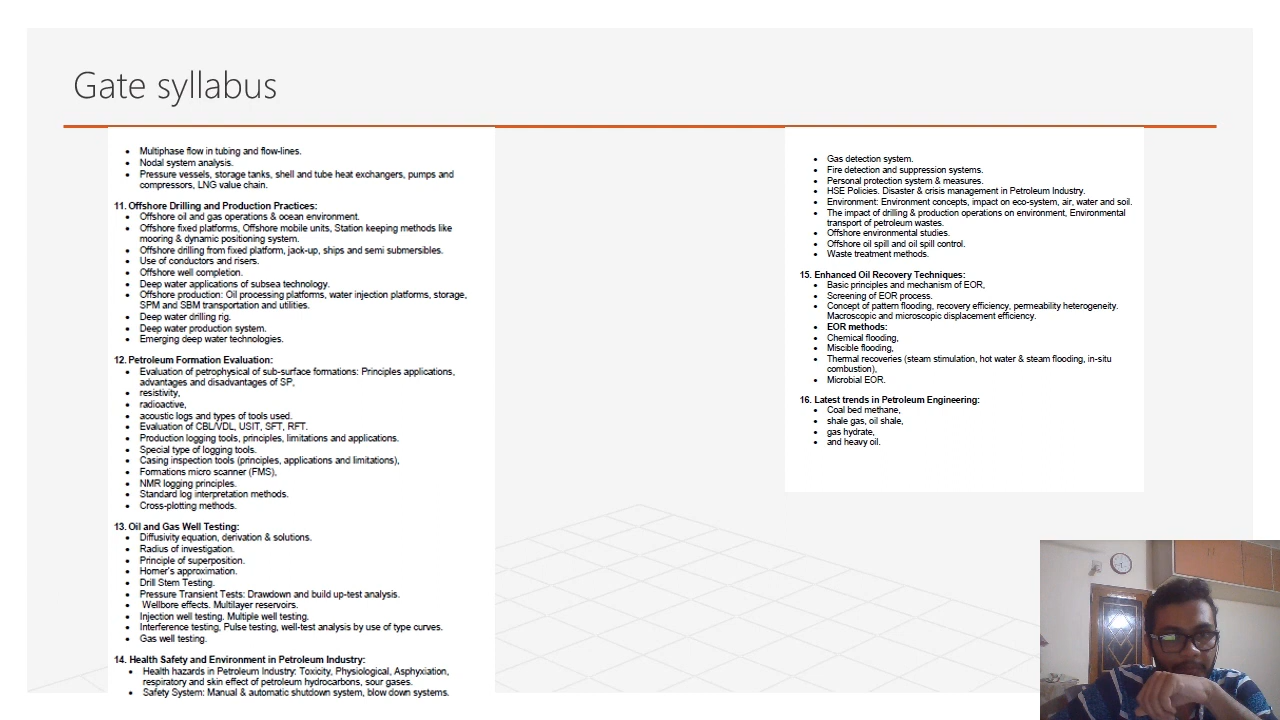 Gate syllabus
• Multiphase flow in tubing and flow-lines.
• Nodal system analysis.
• Pressure vessels, storage tanks, shell and tube heat exchangers, pumps and
compressors, LNG value chain.
11. Offshore Drilling and Production Practices:
• Offshore oil and gas operations & ocean environment.
• Offshore fixed platforms, Offshore mobile units, Station keeping methods like
mooring & dynamic positioning system.
• Offshore drilling from fixed platform, jack-up, ships and semi submersibles.
• Use of conductors and risers.
• Offshore well completion.
• Deep water applications of subsea technology.
• Offshore production: Oil processing platforms, water injection platforms, storage,
SPM and SBM transportation and utilities.
• Deep water drilling rig.
• Deep water production system.
• Emerging deep water technologies.
12. Petroleum Formation Evaluation:
• Evaluation of petrophysical of sub-surface formations: Principles applications,
advantages and disadvantages of SP,
• resistivity,
• radioactive,
• acoustic logs and types of tools used.
• Evaluation of CBL/VDL, USIT, SFT, RFT.
• Production logging tools, principles, limitations and applications.
• Special type of logging tools.
• Casing inspection tools (principles, applications and limitations),
• Formations micro scanner (FMS),
• NMR logging principles.
• Standard log interpretation methods.
• Cross-plotting methods.
13. Oil and Gas Well Testing:
• Diffusivity equation, derivation & solutions.
• Radius of investigation.
• Principle of superposition.
• Horner's approximation.
• Drill Stem Testing.
• Pressure Transient Tests: Drawdown and build up-test analysis.
• Wellbore effects. Multilayer reservoirs.
• Injection well testing. Multiple well testing.
• Interference testing, Pulse testing, well-test analysis by use of type curves.
• Gas well testing.
14. Health Safety and Environment in Petroleum Industry:
• Health hazards in Petroleum Industry: Toxicity, Physiological, Asphyxiation,
respiratory and skin effect of petroleum hydrocarbons, sour gases.
• Safety System: Manual & automatic shutdown system, blow down systems.
• Gas detection system.
• Fire detection and suppression systems.
• Personal protection system & measures.
• HSE Policies. Disaster & crisis management in Petroleum Industry.
• Environment: Environment concepts, impact on eco-system, air, water and soil.
• The impact of drilling & production operations on environment, Environmental
transport of petroleum wastes.
• Offshore environmental studies.
• Offshore oil spill and oil spill control.
• Waste treatment methods.
15. Enhanced Oil Recovery Techniques:
• Basic principles and mechanism of EOR,
• Screening of EOR process.
• Concept of pattern flooding, recovery efficiency, permeability heterogeneity.
Macroscopic and microscopic displacement efficiency.
• EOR methods:
• Chemical flooding,
• Miscible flooding,
• Thermal recoveries (steam stimulation, hot water & steam flooding, in-situ
combustion),
• Microbial EOR.
16. Latest trends in Petroleum Engineering:
• Coal bed methane,
• shale gas, oil shale,
• gas hydrate,
• and heavy oil.